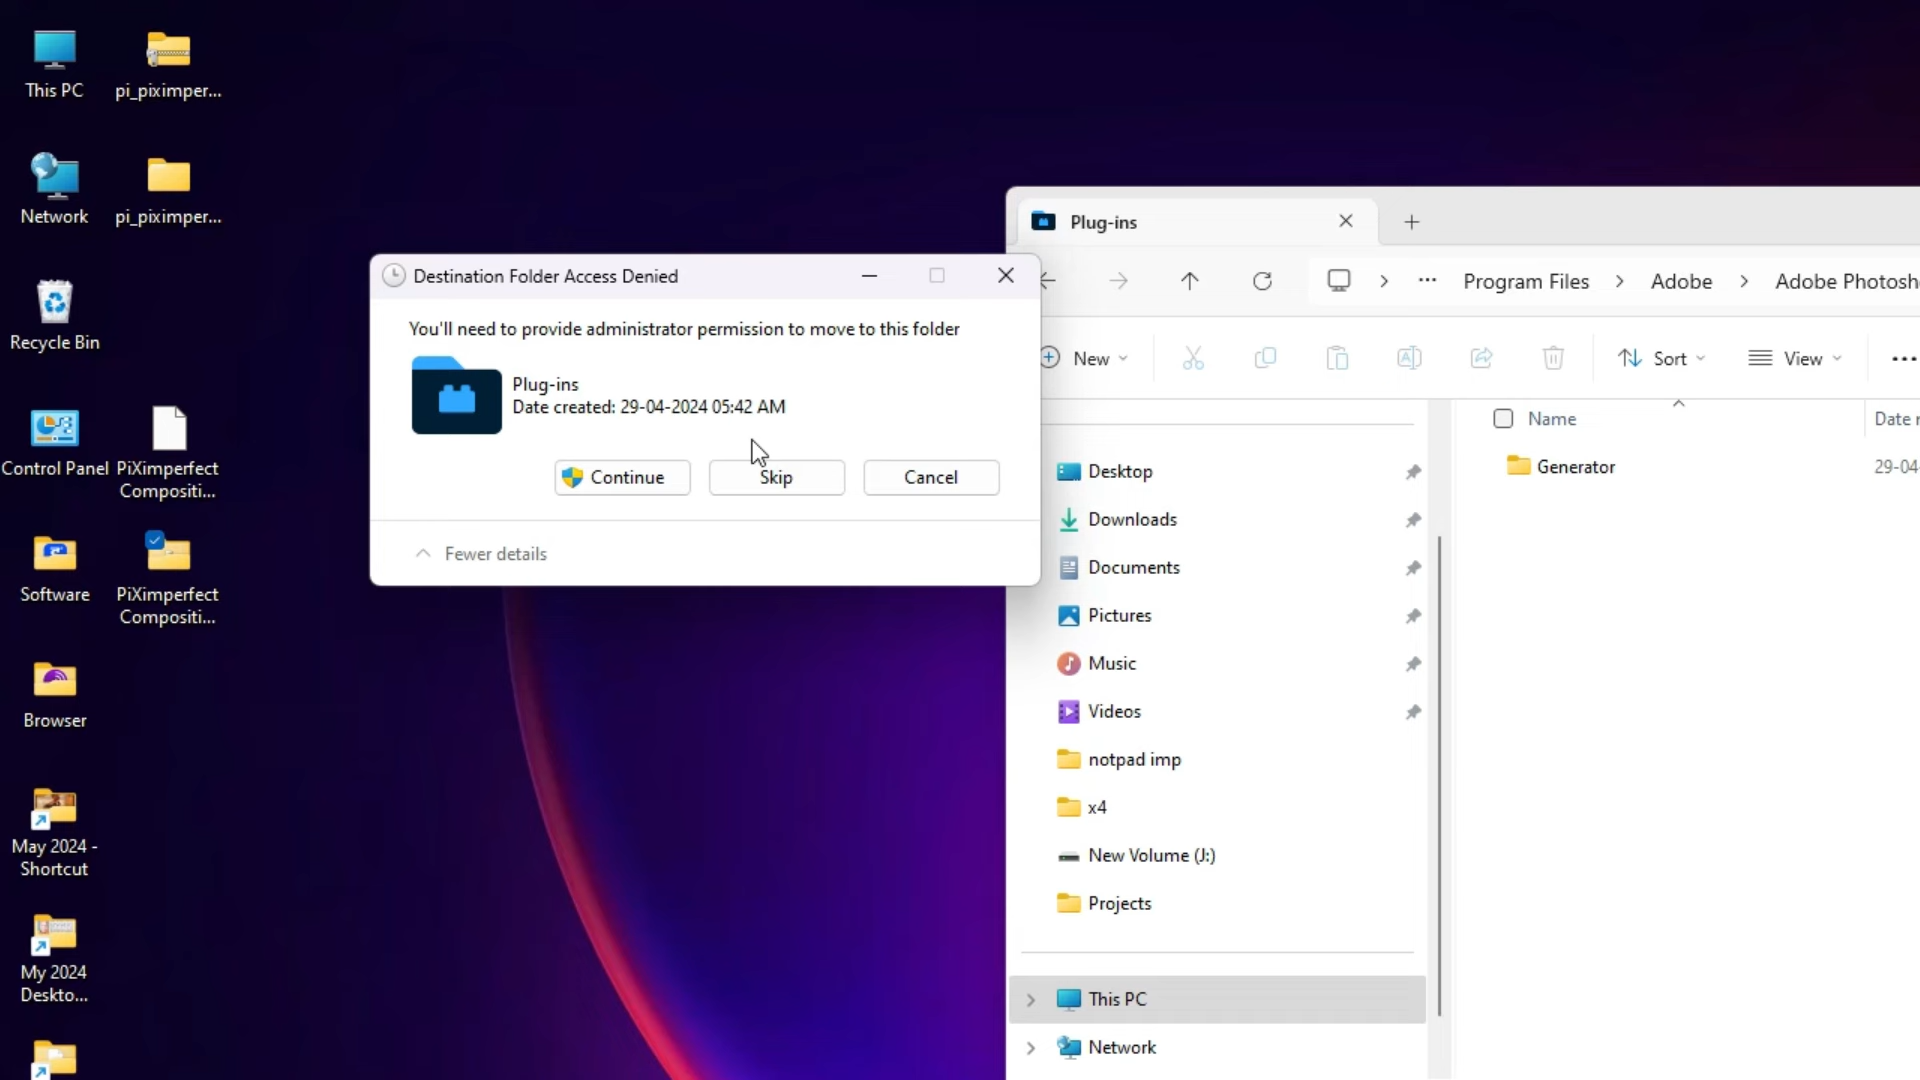 This PC
pi_piximper...
Network
pi_piximper...
Recycle Bin
Control Panel
PiXimperfect
Compositi...
Software
PiXimperfect
Compositi...
Browser
May 2024 -
Shortcut
My 2024
Deskto...
Destination Folder Access Denied
You'll need to provide administrator permission to move to this folder
Plug-ins
Date created: 29-04-2024 05:42 AM
Continue
Skip
Cancel
Fewer details
Plug-ins
Program Files
Adobe
Adobe Photosh
New
Sort
View
Name
Date
Generator
29-04-
Desktop
Downloads
Documents
Pictures
Music
Videos
notpad imp
x4
New Volume (J:)
Projects
This PC
Network